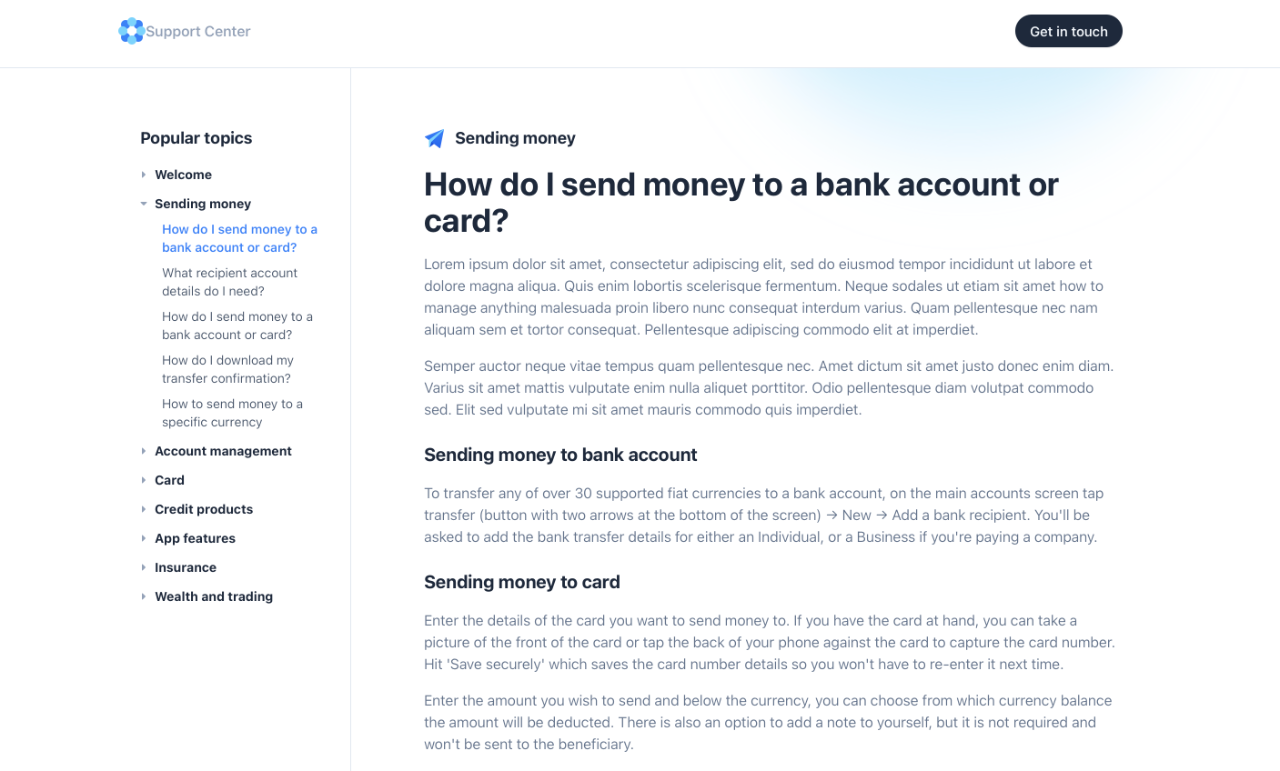 Support Center
Get in touch
Popular topics
Welcome
Sending money
How do I send money to a
bank account or card?
What recipient account
details do I need?
How do I send money to a
bank account or card?
How do I download my
transfer confirmation?
How to send money to a
specific currency
Account management
Card
Credit products
App features
Insurance
Wealth and trading
Sending money
How do I send money to a bank account or
card?
Lorem ipsum dolor sit amet, consectetur adipiscing elit, sed do eiusmod tempor incididunt ut labore et
dolore magna aliqua. Quis enim lobortis scelerisque fermentum. Neque sodales ut etiam sit amet how to
manage anything malesuada proin libero nunc consequat interdum varius. Quam pellentesque nec nam
aliquam sem et tortor consequat. Pellentesque adipiscing commodo elit at imperdiet.
Semper auctor neque vitae tempus quam pellentesque nec. Amet dictum sit amet justo donec enim diam.
Varius sit amet mattis vulputate enim nulla aliquet porttitor. Odio pellentesque diam volutpat commodo
sed. Elit sed vulputate mi sit amet mauris commodo quis imperdiet.
Sending money to bank account
To transfer any of over 30 supported fiat currencies to a bank account, on the main accounts screen tap
transfer (button with two arrows at the bottom of the screen) → New → Add a bank recipient. You'll be
asked to add the bank transfer details for either an Individual, or a Business if you're paying a company.
Sending money to card
Enter the details of the card you want to send money to. If you have the card at hand, you can take a
picture of the front of the card or tap the back of your phone against the card to capture the card number.
Hit 'Save securely' which saves the card number details so you won't have to re-enter it next time.
Enter the amount you wish to send and below the currency, you can choose from which currency balance
the amount will be deducted. There is also an option to add a note to yourself, but it is not required and
won't be sent to the beneficiary.